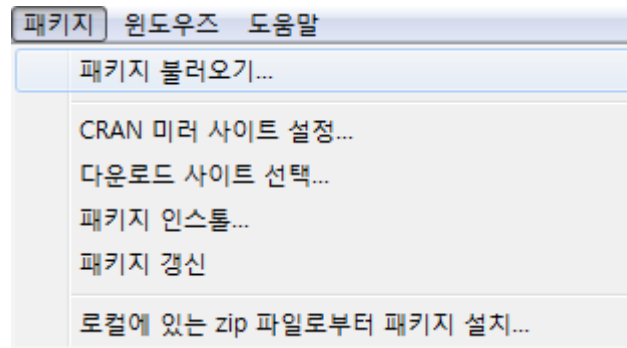 패키지 윈도우즈 도움말
패키지 불러오기...
CRAN 미러 사이트 설정...
다운로드 사이트 선택...
패키지 인스톨...
패키지 갱신
로컬에 있는 zip 파일로부터 패키지 설치...